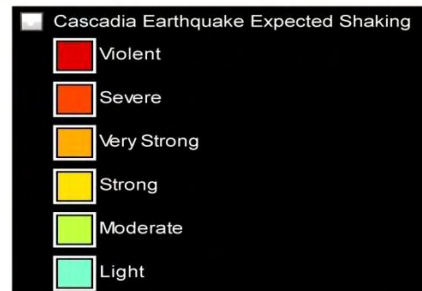 Cascadia Earthquake Expected Shaking
Violent
Severe
Very Strong
Strong
Moderate
Light